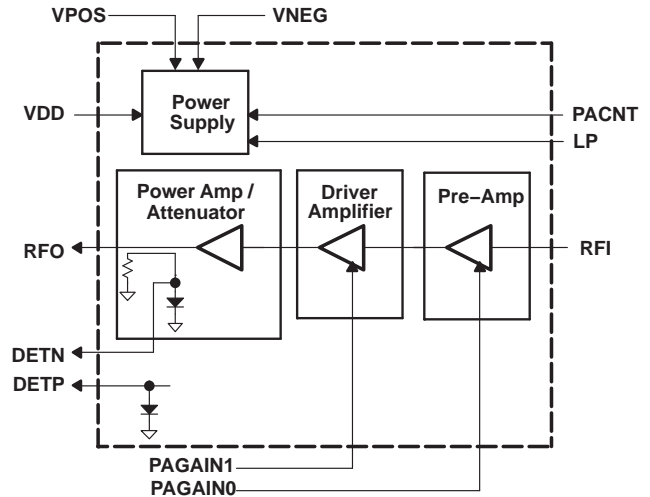 VPOS
VNEG
VDD
Power
Supply
PACNT
LP
Power Amp /
Attenuator
Driver
Amplifier
Pre–Amp
RFO
RFI
DETN
DETP
PAGAIN1
PAGAIN0